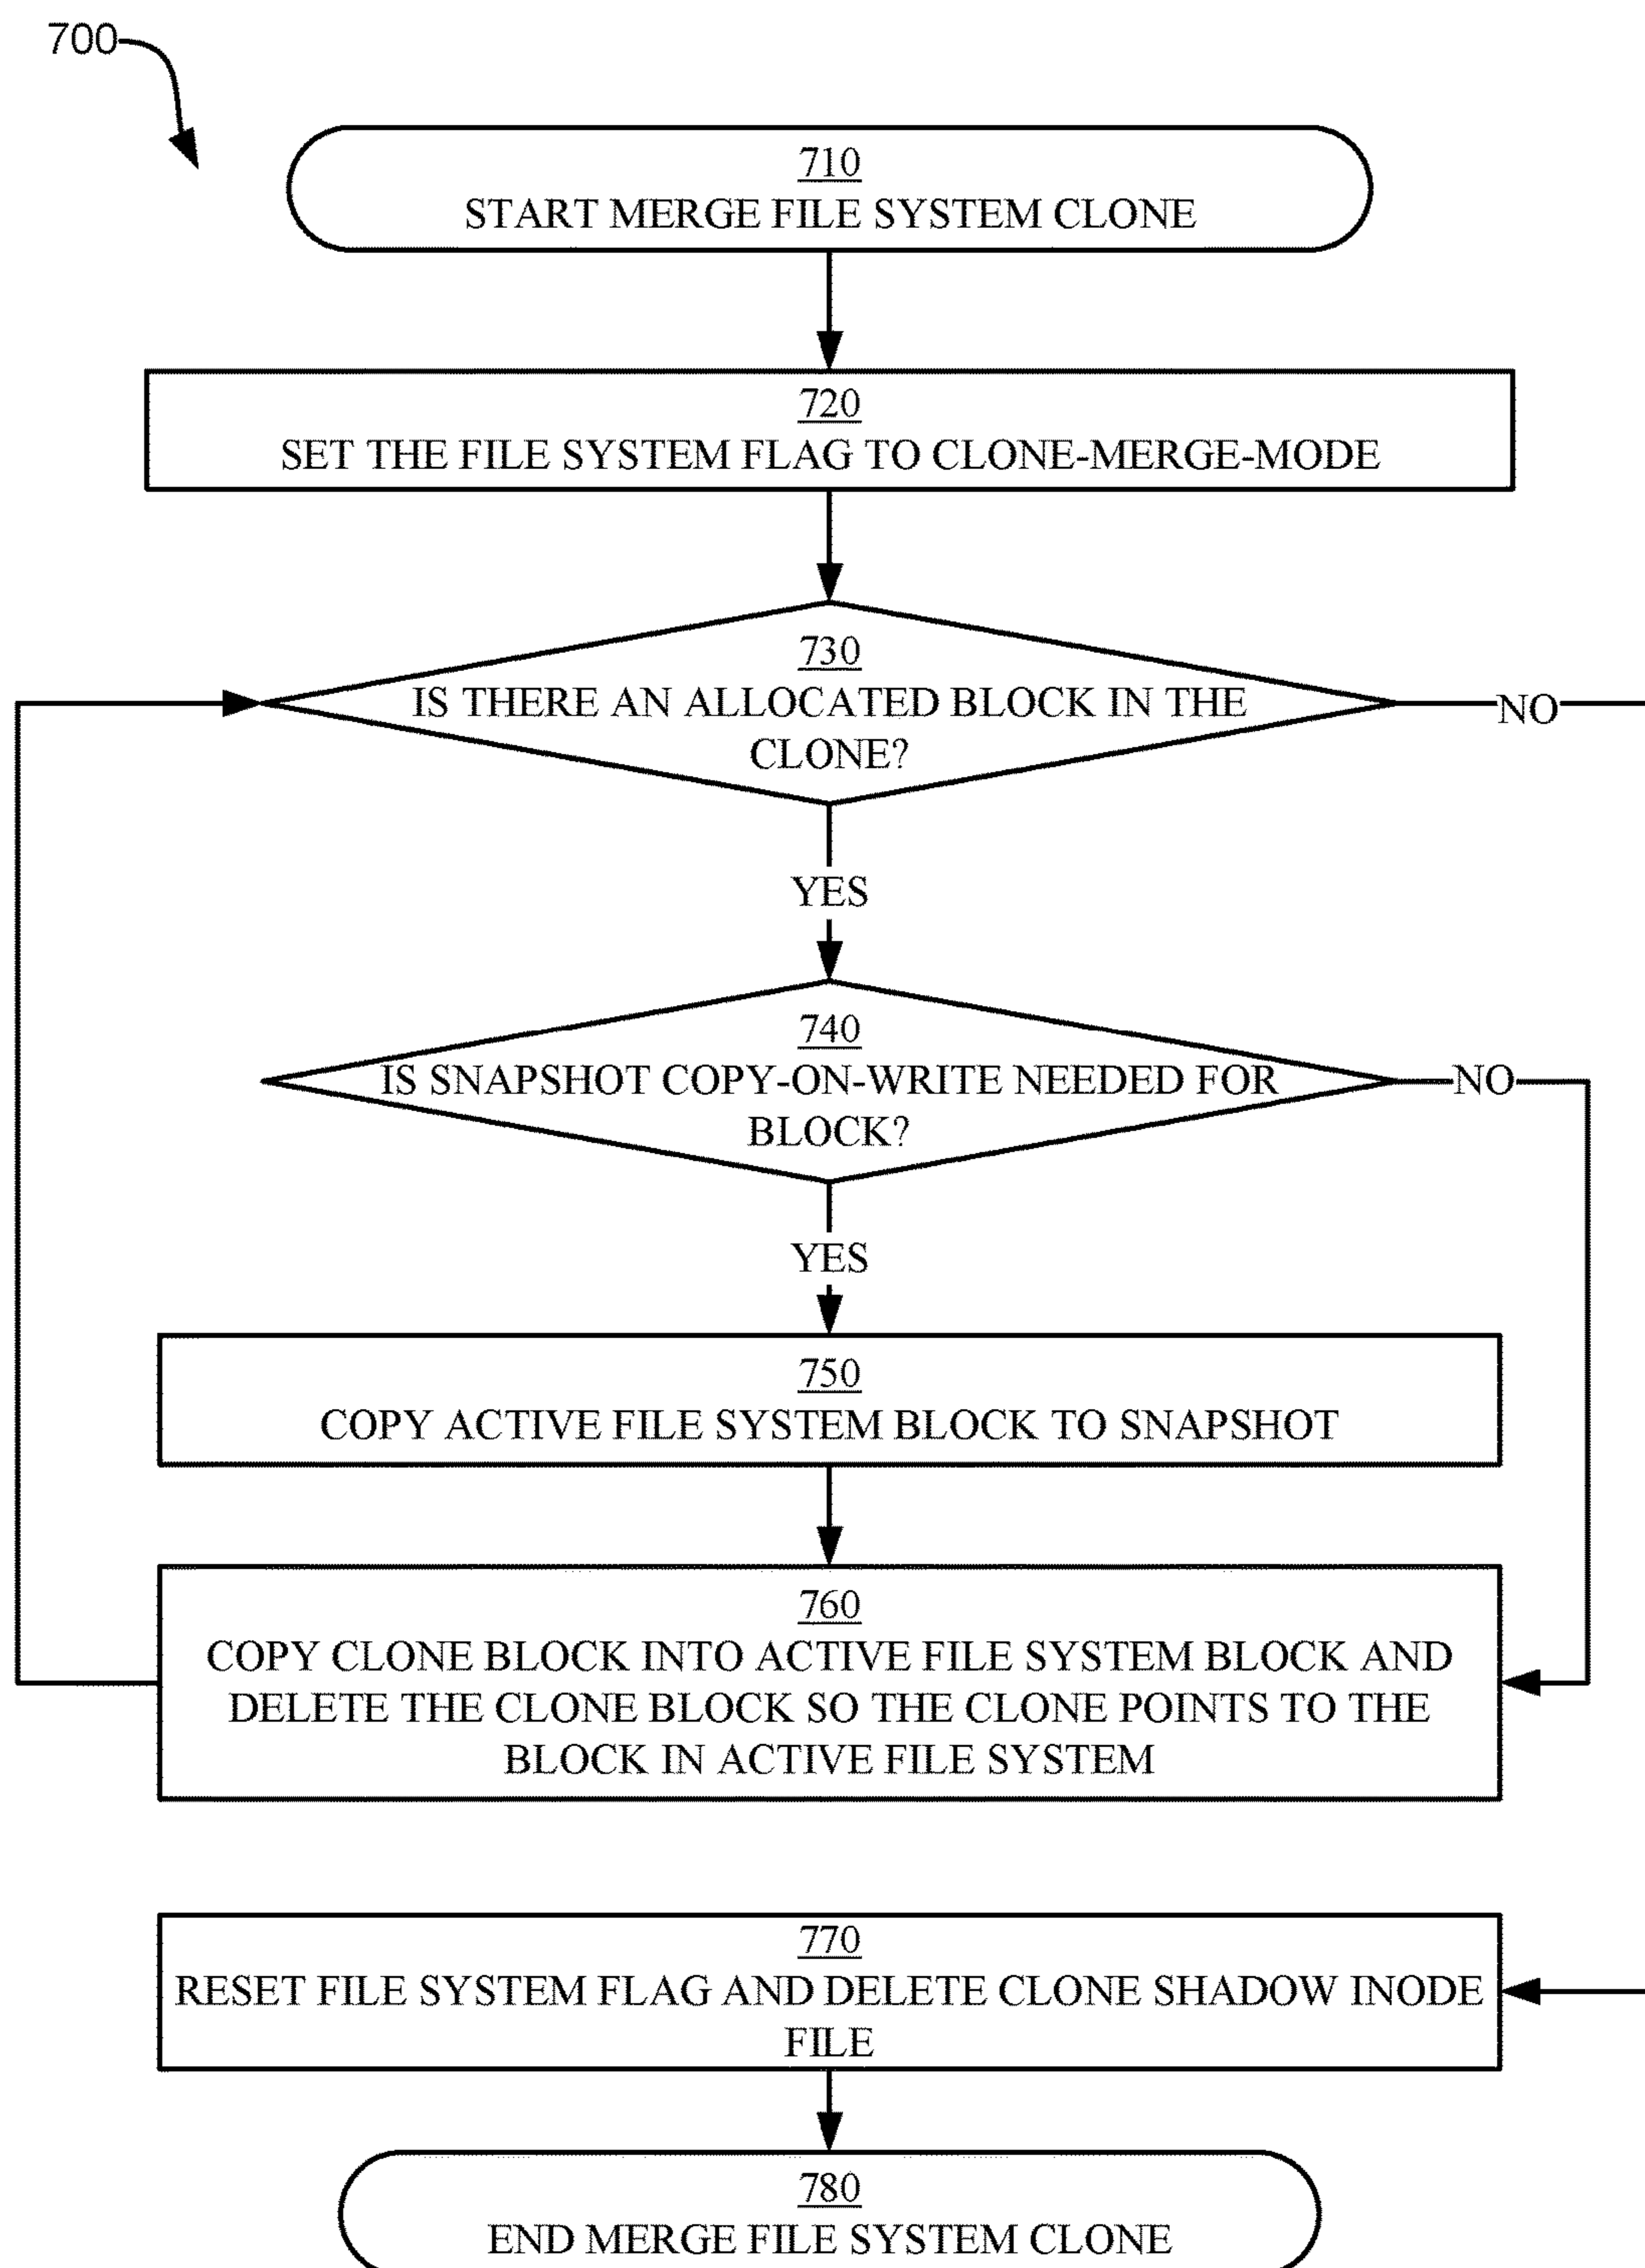 700
710
START MERGE FILE SYSTEM CLONE
720
SET THE FILE SYSTEM FLAG TO CLONE-MERGE-MODE
730
IS THERE AN ALLOCATED BLOCK IN THE
CLONE?
NO
YES
740
IS SNAPSHOT COPY-ON-WRITE NEEDED FOR
BLOCK?
NO
YES
750
COPY ACTIVE FILE SYSTEM BLOCK TO SNAPSHOT
760
COPY CLONE BLOCK INTO ACTIVE FILE SYSTEM BLOCK AND
DELETE THE CLONE BLOCK SO THE CLONE POINTS TO THE
BLOCK IN ACTIVE FILE SYSTEM
770
RESET FILE SYSTEM FLAG AND DELETE CLONE SHADOW INODE
FILE
780
END MERGE FILE SYSTEM CLONE